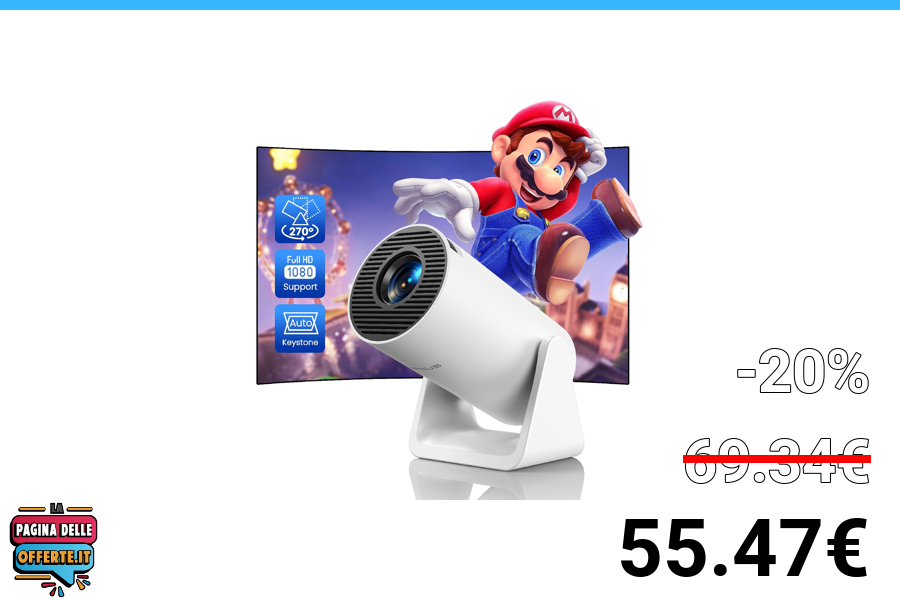 270°
Full HD
1080
Support
Auto
Keystone
M
-20%
69.34€
55.47€
LA
PAGINA DELLE
OFFERTE.IT